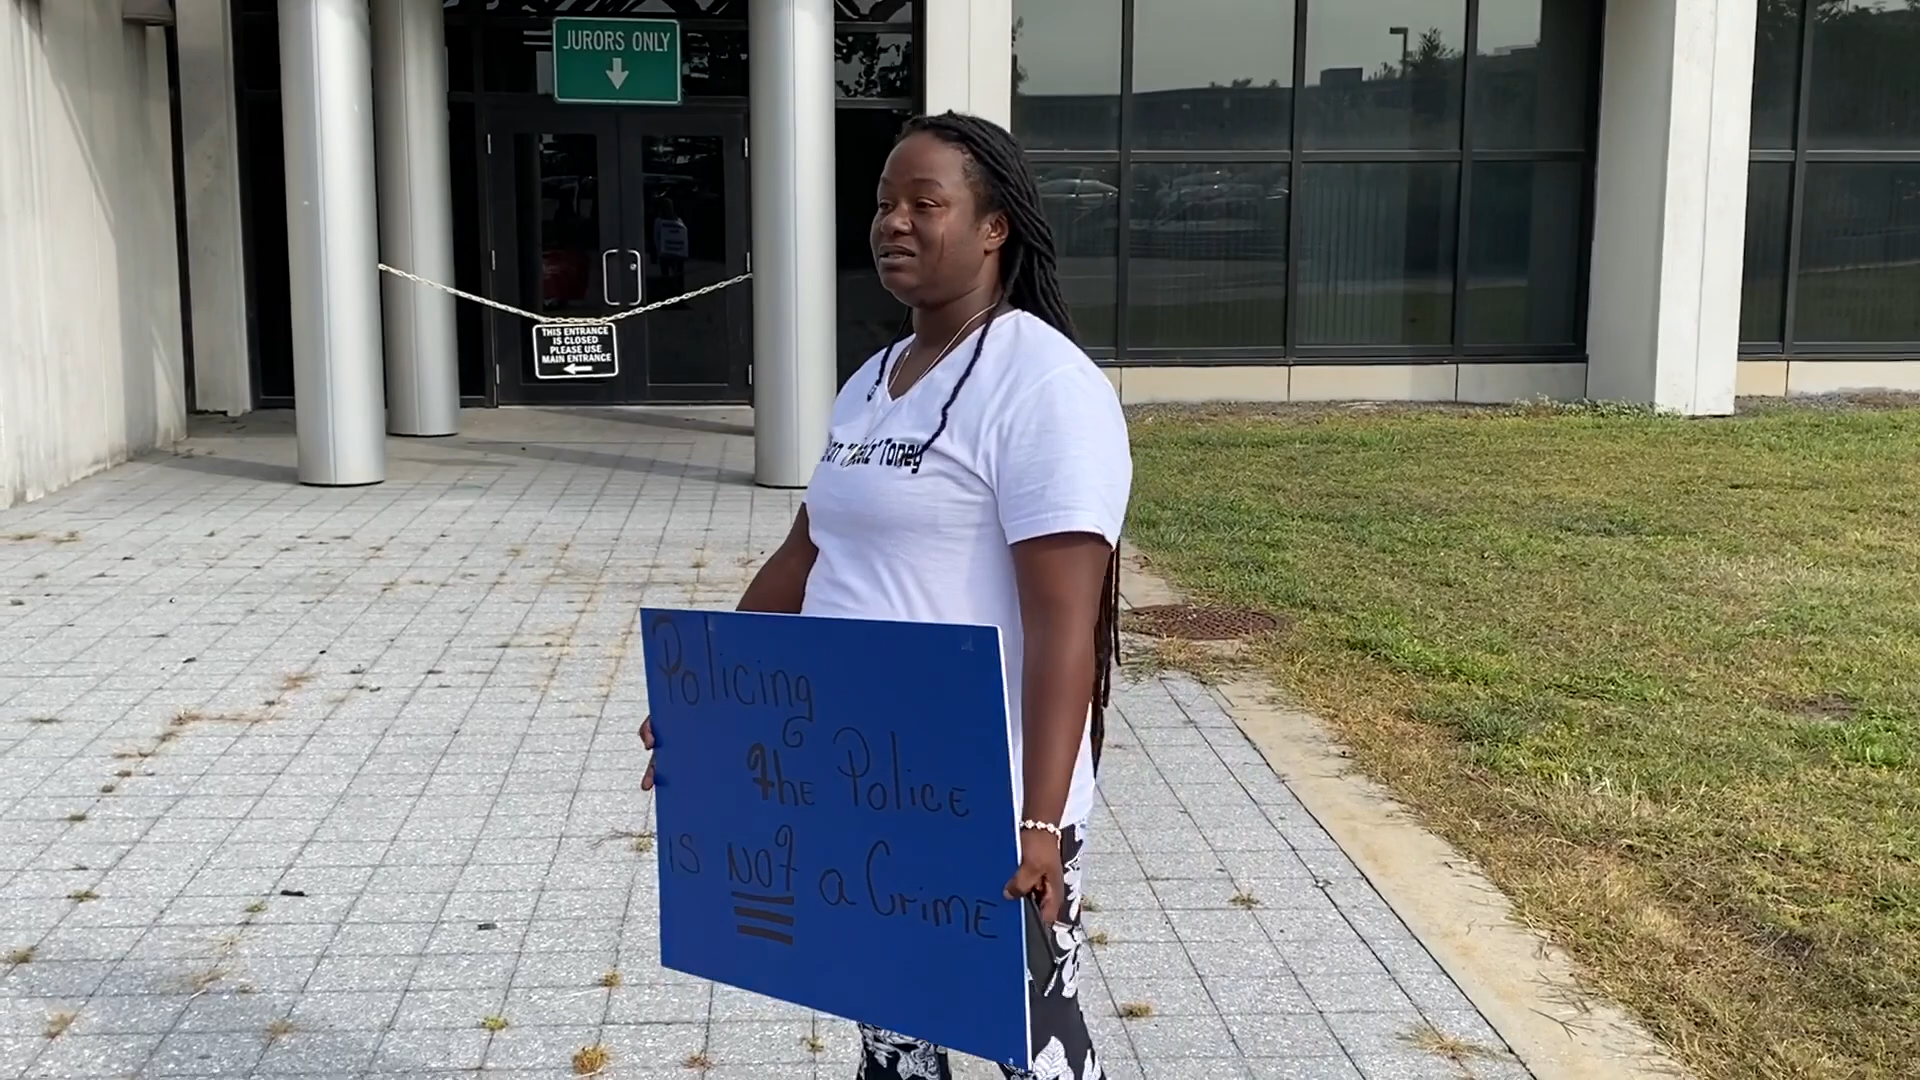 JURORS ONLY
THIS ENTRANCE
IS CLOSED
PLEASE USE
MAIN ENTRANCE
Toney
Policing
the Police
is NOT a CrimE